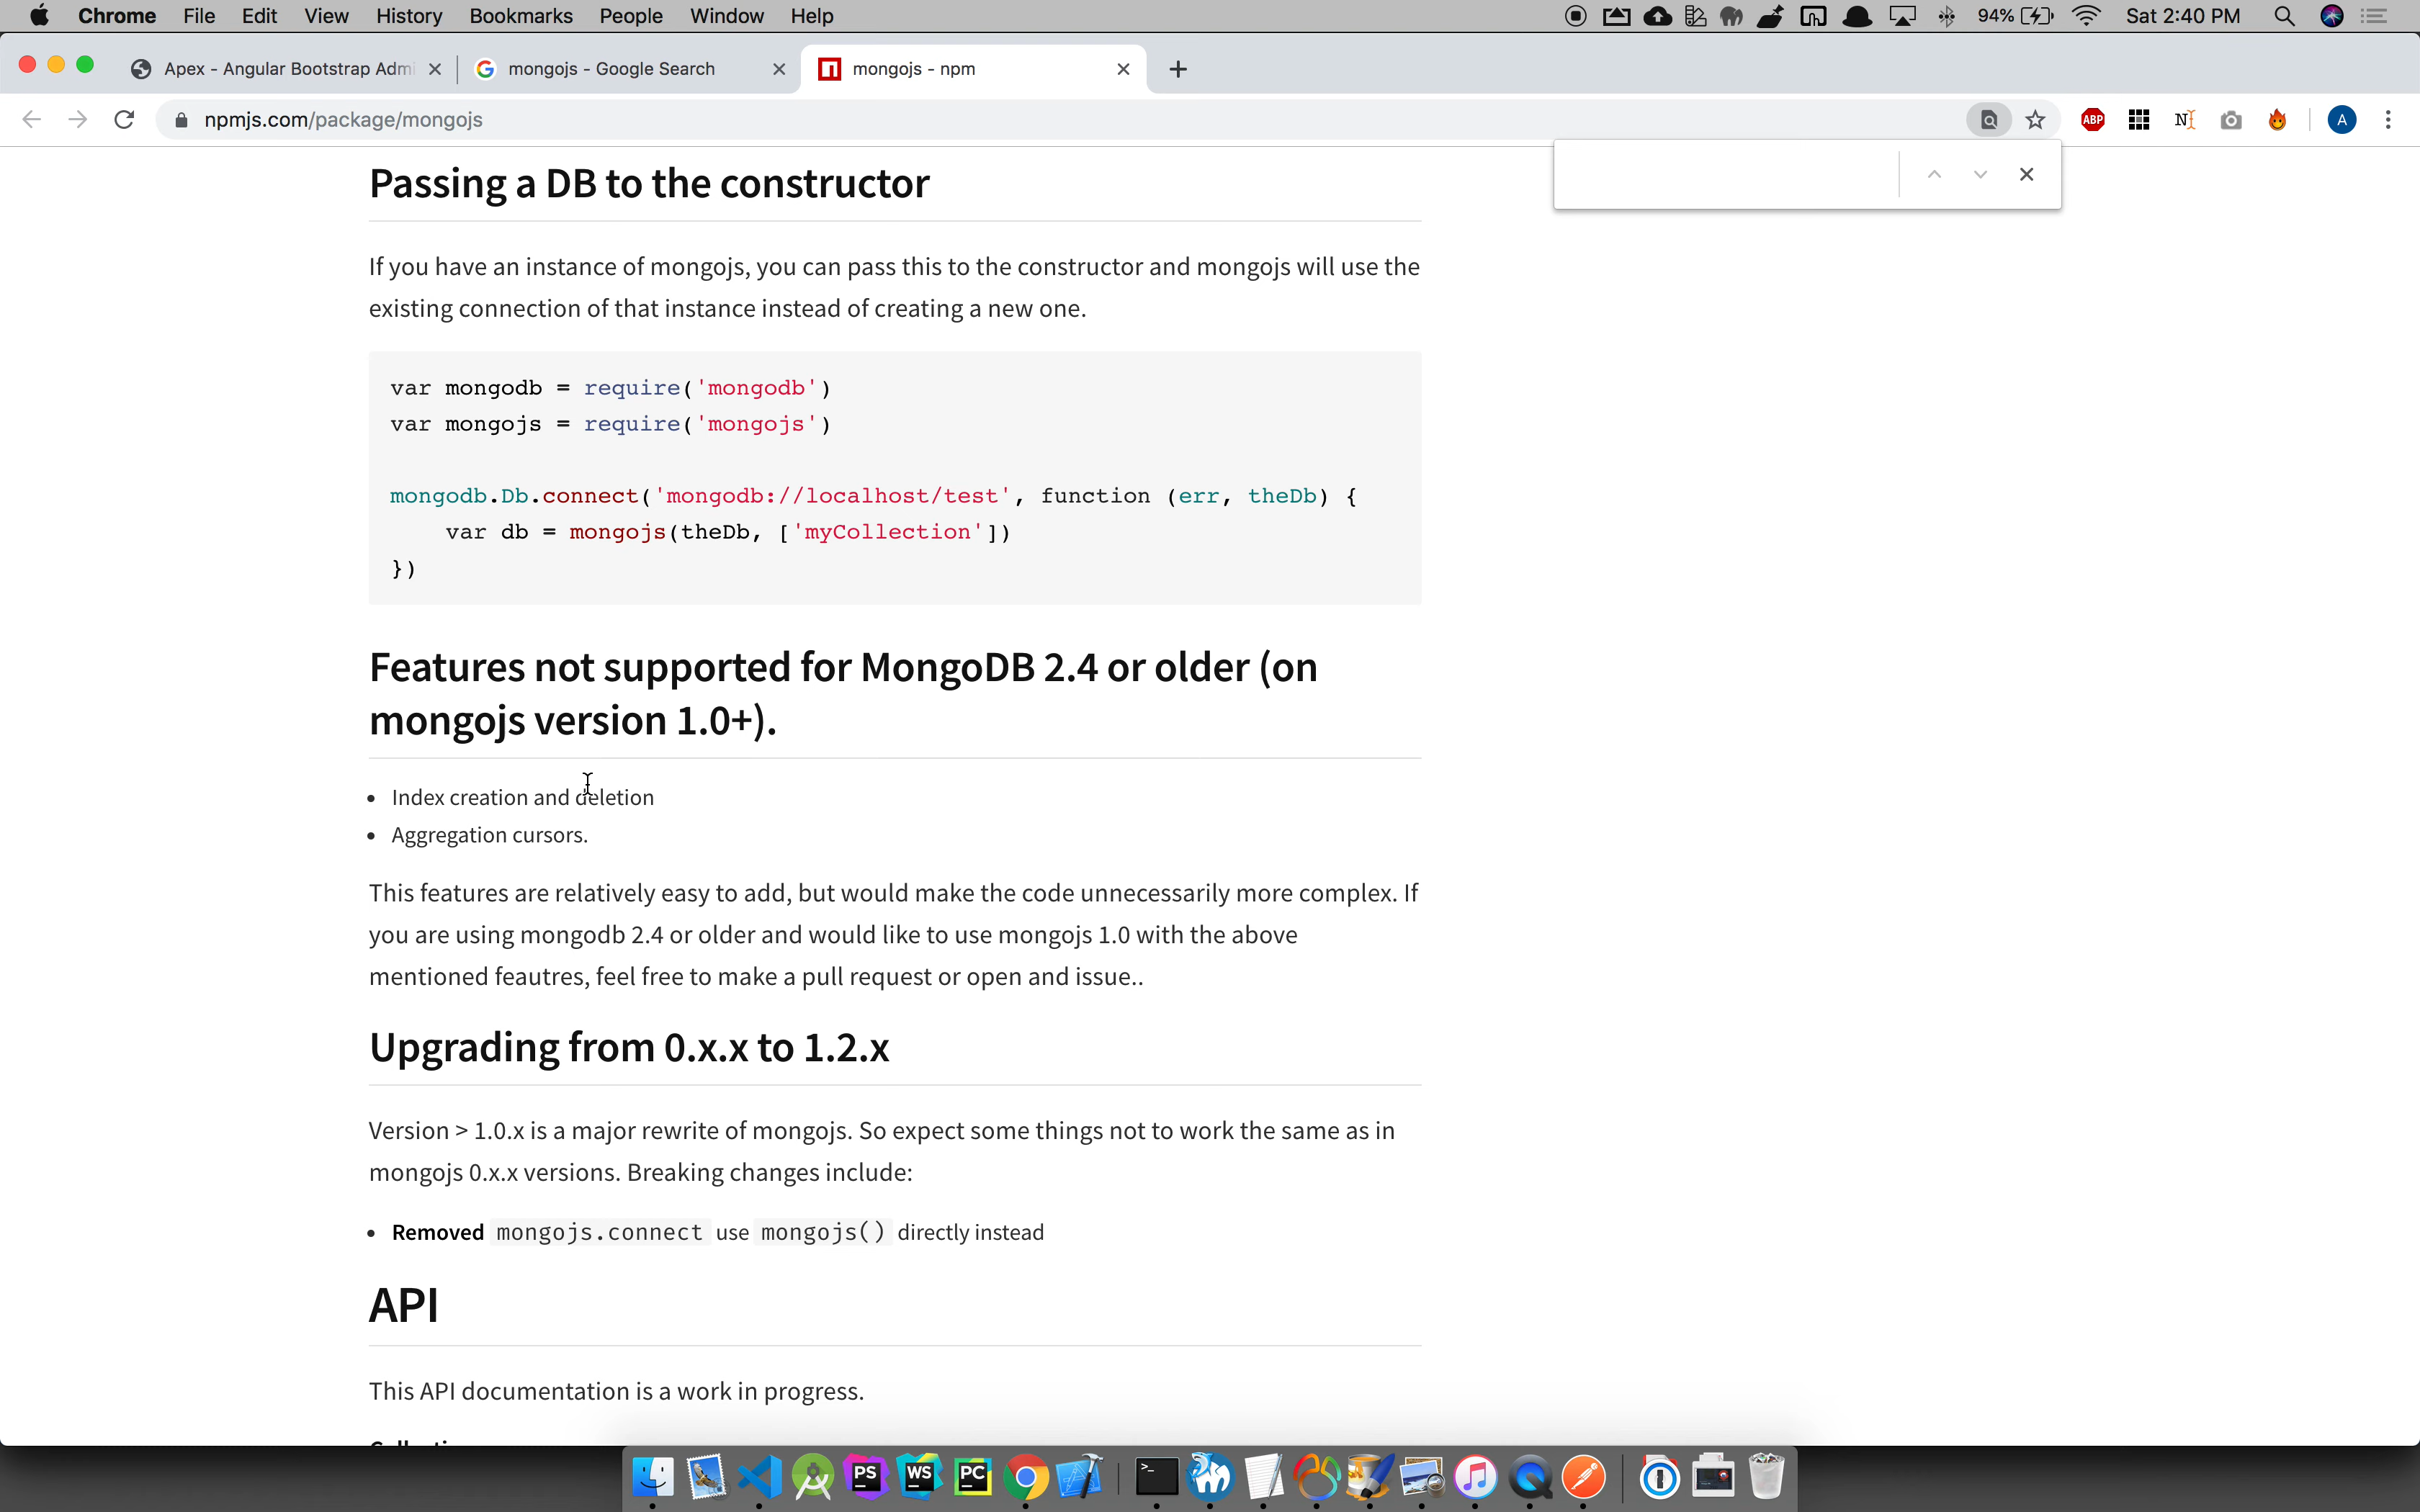 Chrome File Edit View History Bookmarks People Window Help 94% Sat 2:40 PM
Apex - Angular Bootstrap Admi mongojs - Google Search mongojs - npm
npmjs.com/package/mongojs ABP A
Passing a DB to the constructor
If you have an instance of mongojs, you can pass this to the constructor and mongojs will use the
existing connection of that instance instead of creating a new one.
var mongodb = require('mongodb')
var mongojs = require('mongojs')
mongodb.Db.connect('mongodb://localhost/test', function (err, theDb) {
var db = mongojs(theDb, ['myCollection'])
})
Features not supported for MongoDB 2.4 or older (on
mongojs version 1.0+).
• Index creation and deletion
• Aggregation cursors.
This features are relatively easy to add, but would make the code unnecessarily more complex. If
you are using mongodb 2.4 or older and would like to use mongojs 1.0 with the above
mentioned feautres, feel free to make a pull request or open and issue..
Upgrading from 0.x.x to 1.2.x
Version > 1.0.x is a major rewrite of mongojs. So expect some things not to work the same as in
mongojs 0.x.x versions. Breaking changes include:
• Removed mongojs.connect use mongojs() directly instead
API
This API documentation is a work in progress.
PS WS PC